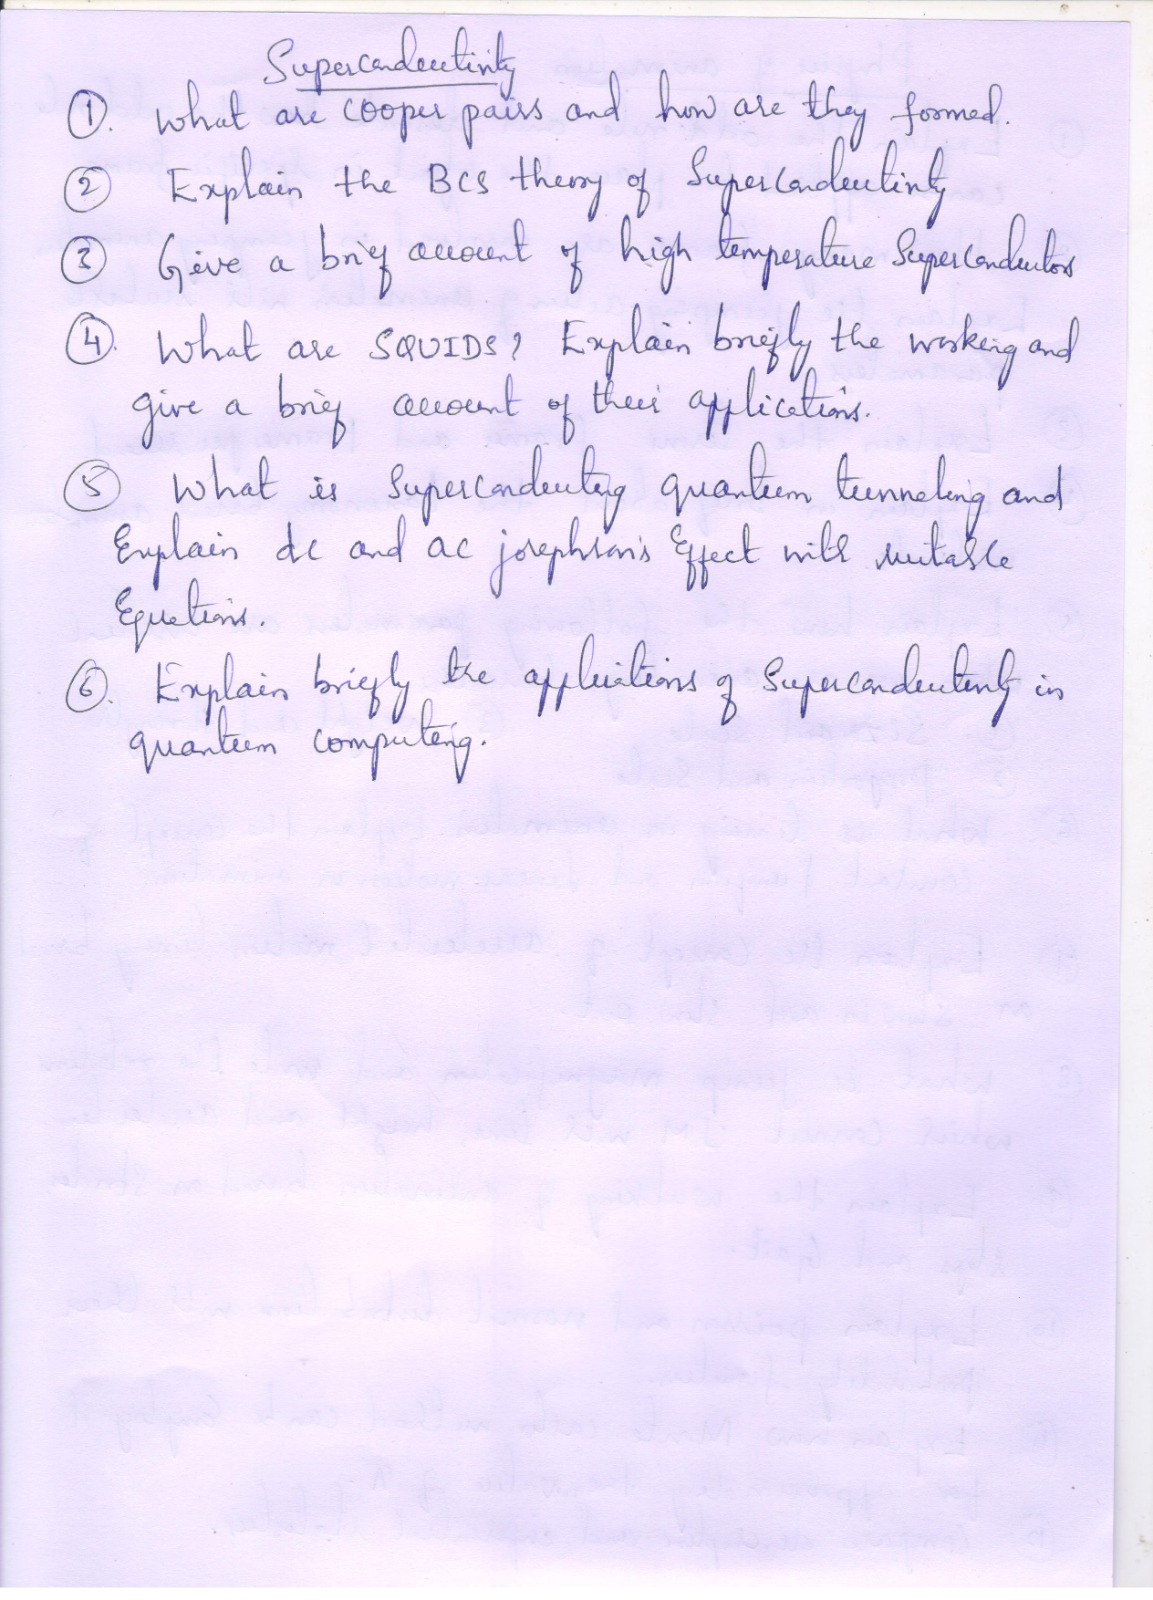 Superconductivity
①. What are cooper pairs and how are they formed.
② Explain the BCS theory of Superconductivity
③ Give a brief account of high temperature Superconductors
④. What are SQUIDS? Explain briefly the working and
give a brief account of their applications.
⑤ What is Superconducting quantum tunneling and
Explain dc and ac josephson's Effect with suitable
Equations.
⑥. Explain briefly the applications of Superconductivity in
quantum computing.